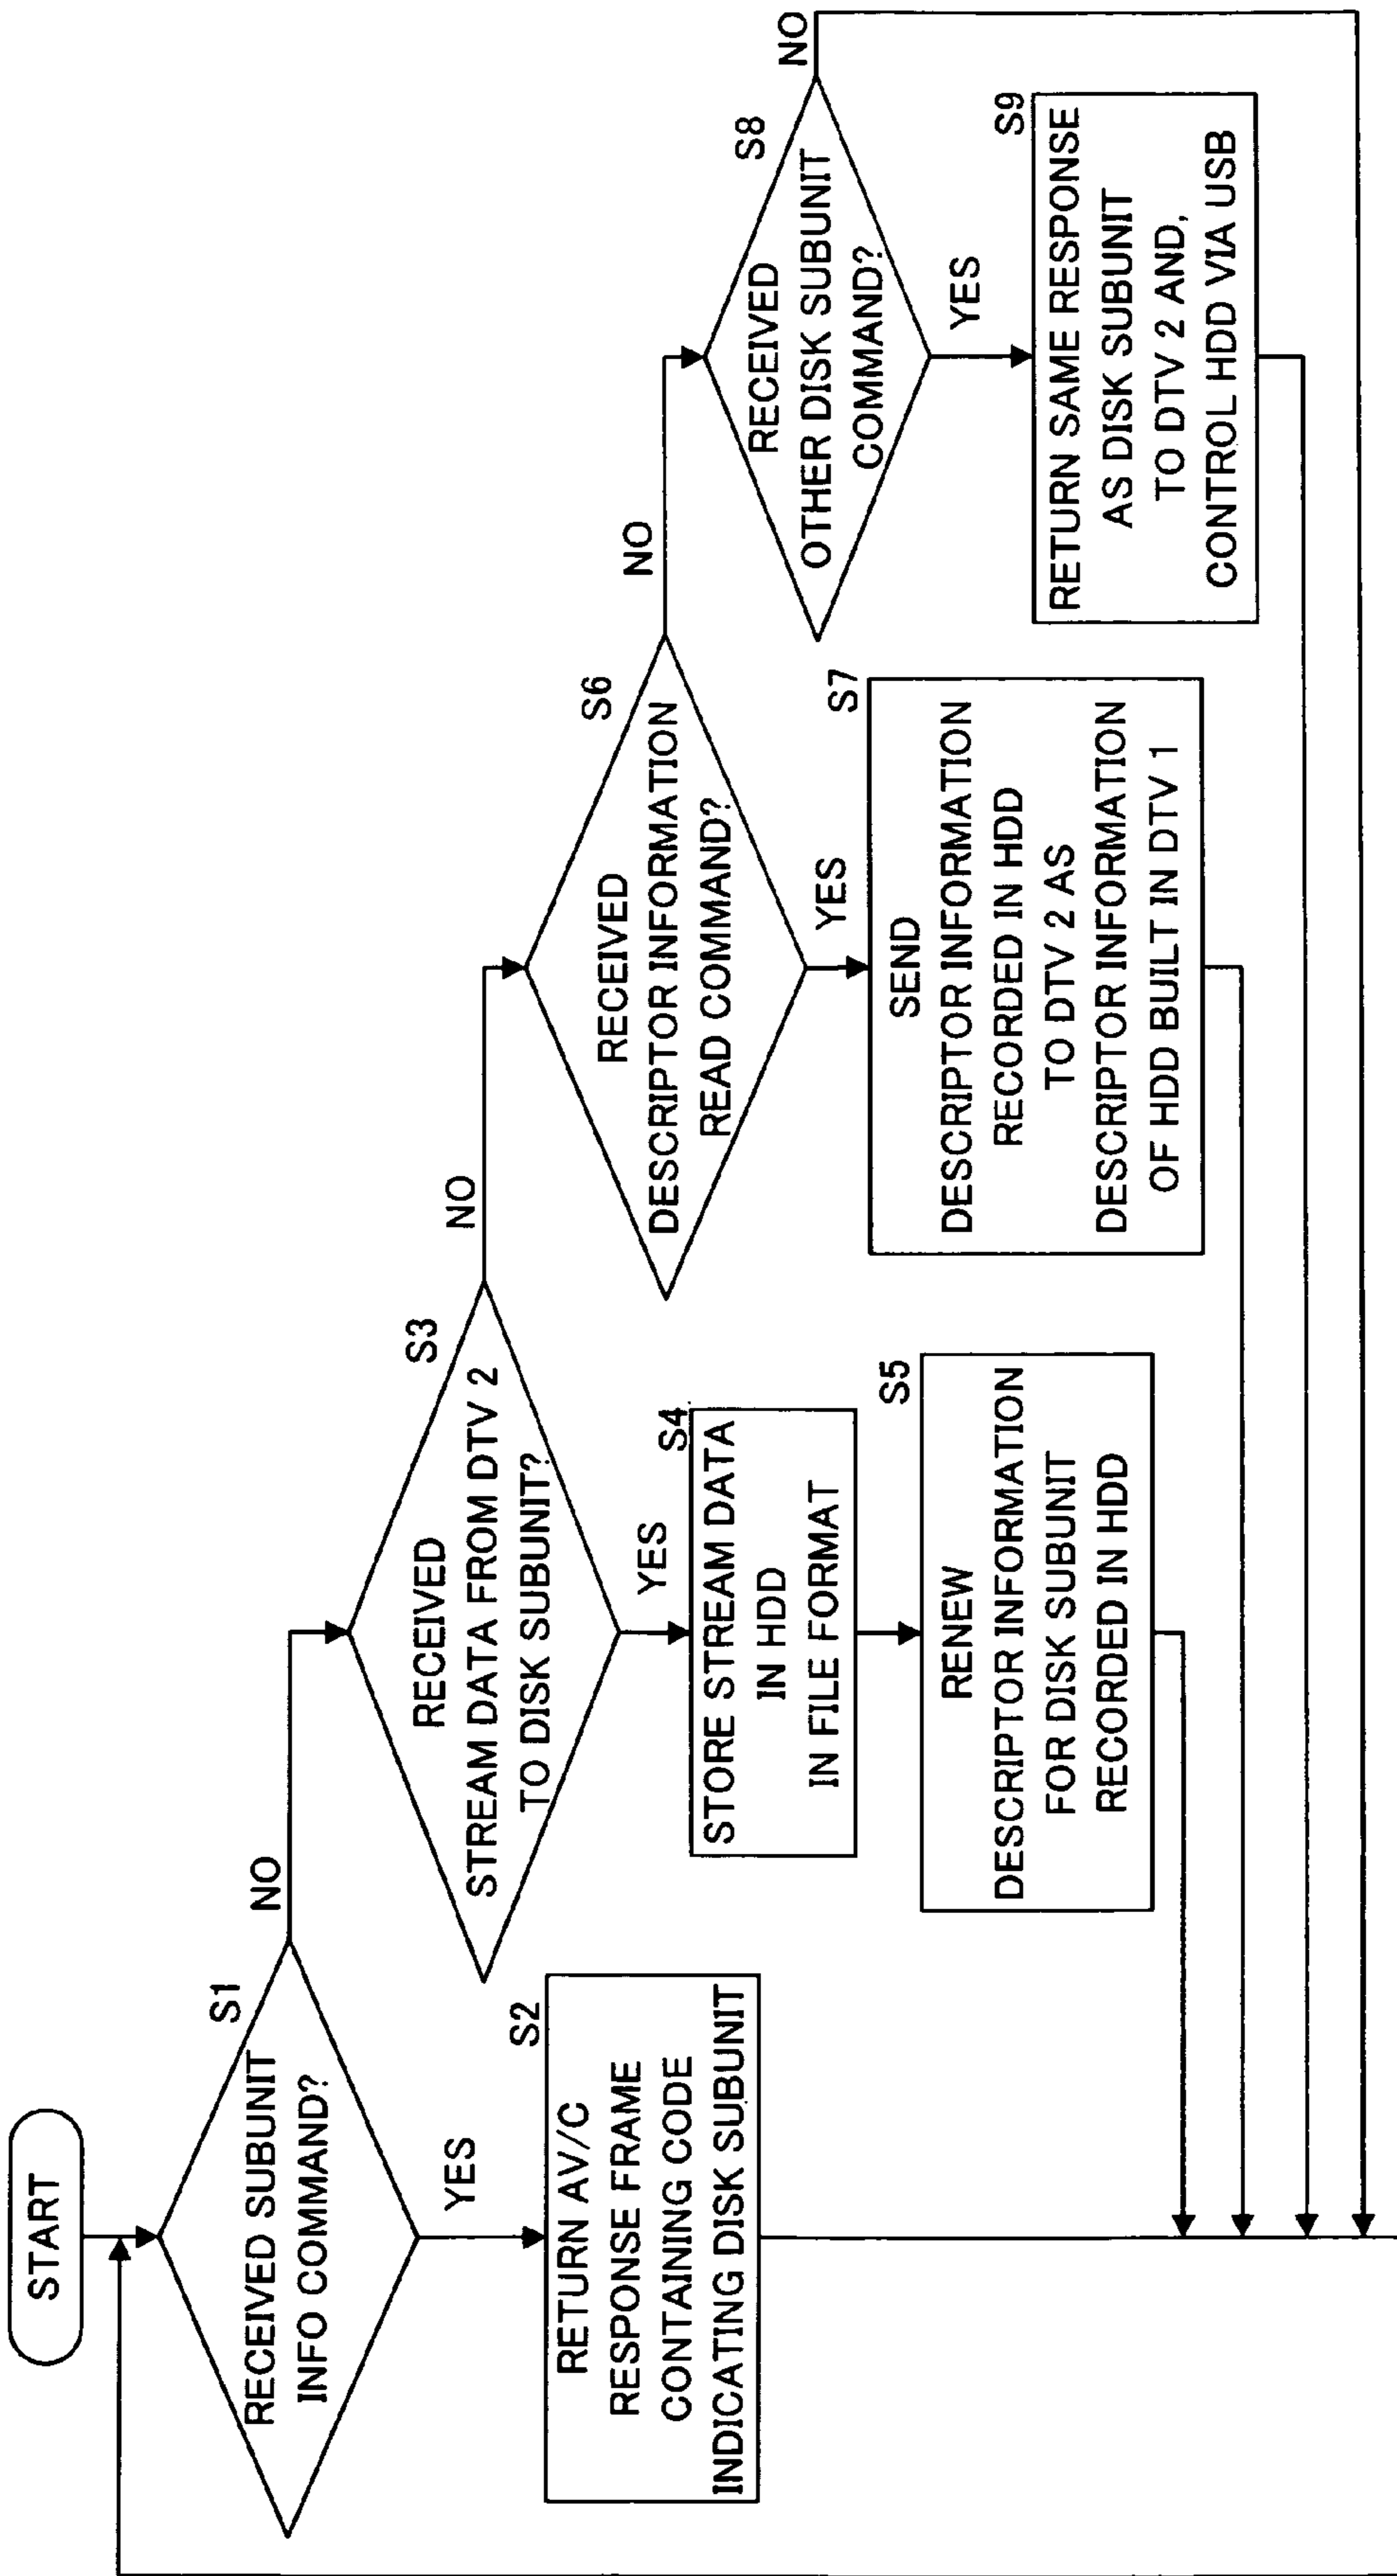 START
S1
RECEIVED SUBUNIT
INFO COMMAND?
NO
YES
S2
RETURN AV/C
RESPONSE FRAME
CONTAINING CODE
INDICATING DISK SUBUNIT
S3
RECEIVED
STREAM DATA FROM DTV 2
TO DISK SUBUNIT?
NO
YES
S4
STORE STREAM DATA
IN HDD
IN FILE FORMAT
S5
RENEW
DESCRIPTOR INFORMATION
FOR DISK SUBUNIT
RECORDED IN HDD
S6
RECEIVED
DESCRIPTOR INFORMATION
READ COMMAND?
NO
YES
S7
SEND
DESCRIPTOR INFORMATION
RECORDED IN HDD
TO DTV 2 AS
DESCRIPTOR INFORMATION
OF HDD BUILT IN DTV 1
S8
RECEIVED
OTHER DISK SUBUNIT
COMMAND?
NO
YES
S9
RETURN SAME RESPONSE
AS DISK SUBUNIT
TO DTV 2 AND,
CONTROL HDD VIA USB